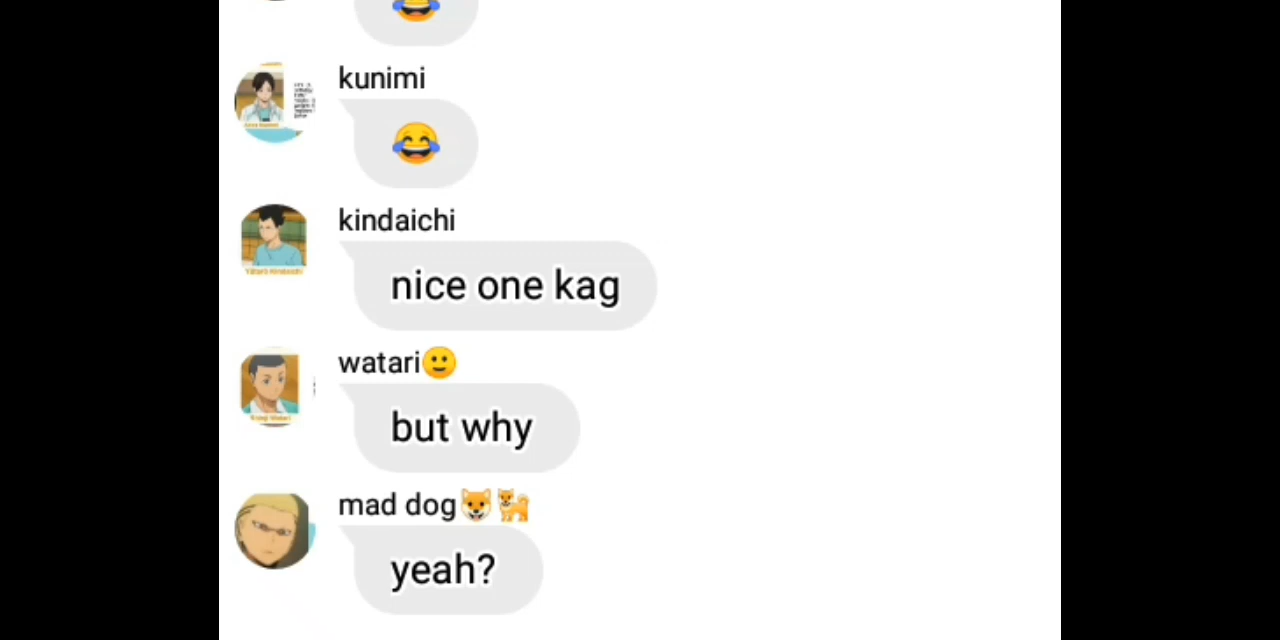 😂
kunimi
😂
kindaichi
nice one kag
watari🙂
but why
mad dog🐶🐕
yeah?